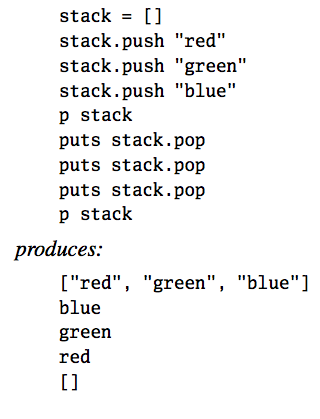 stack = []
stack.push "red"
stack.push "green"
stack.push "blue"
p stack
puts stack.pop
puts stack.pop
puts stack.pop
p stack
produces:
["red", "green", "blue"]
blue
green
red
[]